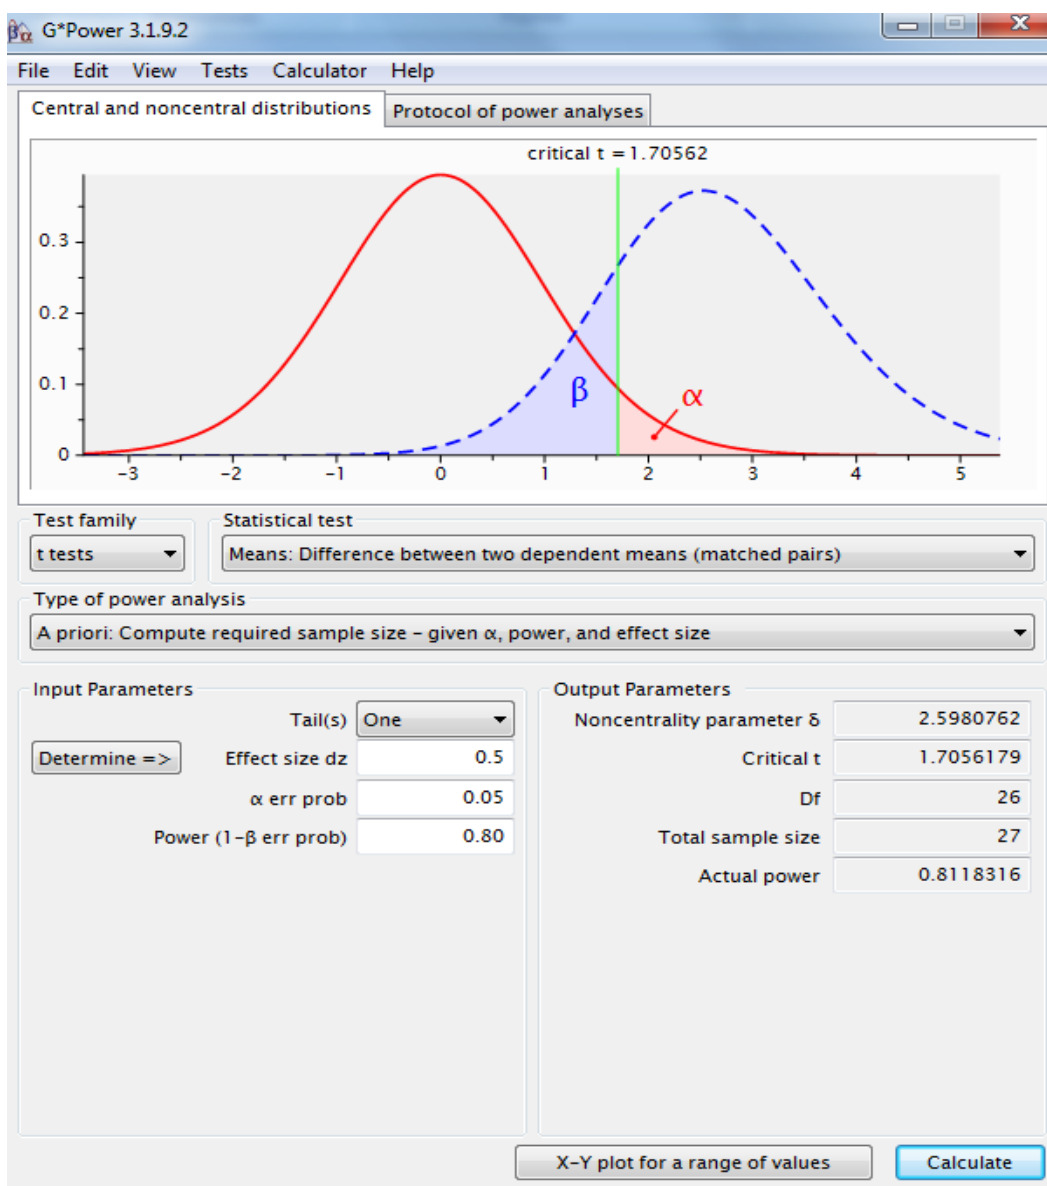 βα G*Power 3.1.9.2
File Edit View Tests Calculator Help
Central and noncentral distributions Protocol of power analyses
critical t = 1.70562
0.3
0.2
0.1
0
β
α
-3 -2 -1 0 1 2 3 4 5
Test family Statistical test
t tests Means: Difference between two dependent means (matched pairs)
Type of power analysis
A priori: Compute required sample size - given α, power, and effect size
Input Parameters Output Parameters
Tail(s) One Noncentrality parameter δ 2.5980762
Determine => Effect size dz 0.5 Critical t 1.7056179
α err prob 0.05 Df 26
Power (1-β err prob) 0.80 Total sample size 27
Actual power 0.8118316
X-Y plot for a range of values Calculate